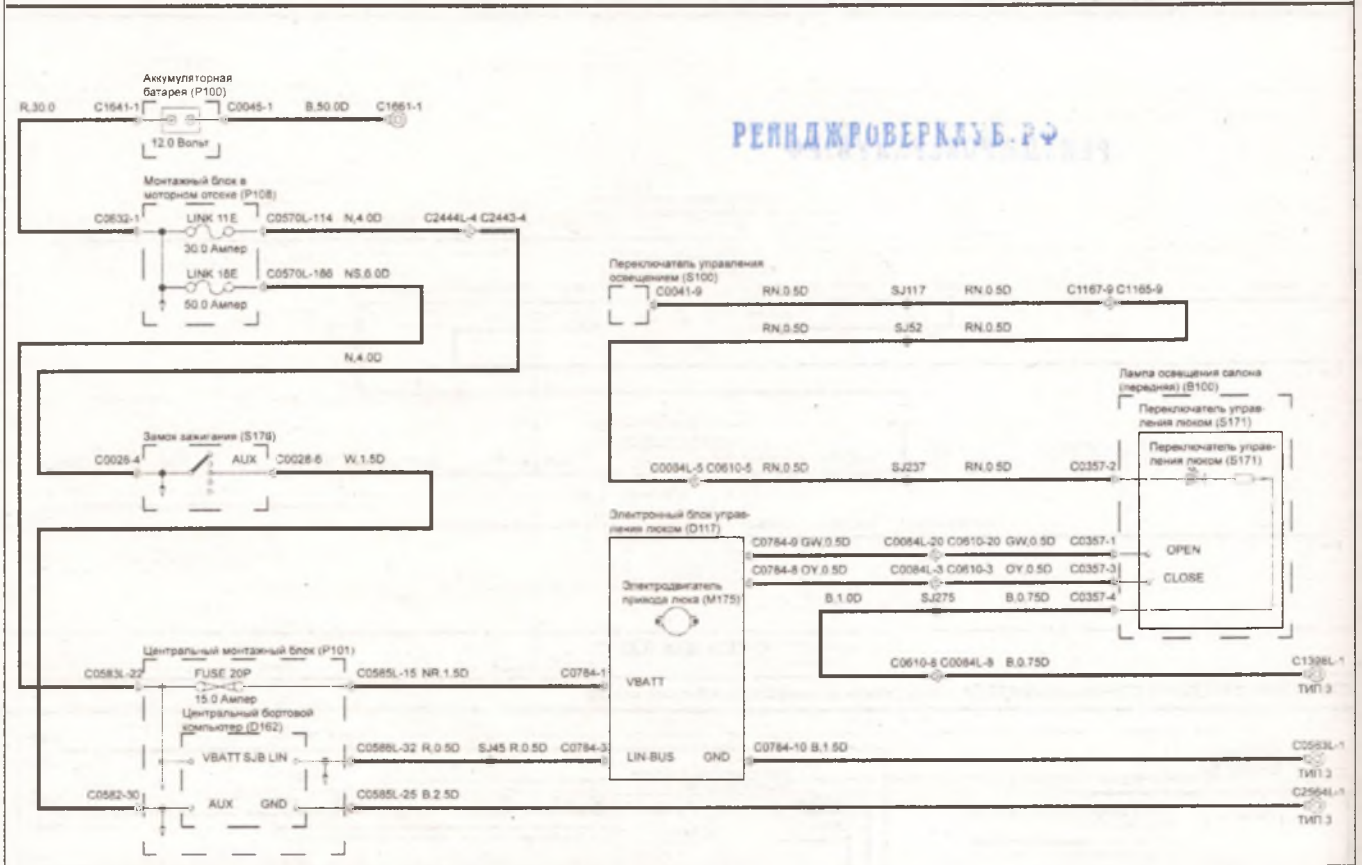 Аккумуляторная
батарея (P100)
R,30.0 C1641-1 C0045-1 B,50.0D C1661-1
12.0 Вольт
РЕЙНДЖРОВЕРКЛУБ.РФ
Монтажный блок в
моторном отсеке (P108)
C0632-1 LINK 11E C0570L-114 N,4.0D C2444L-4 C2443-4
30.0 Ампер
LINK 18E C0570L-186 NS,6.0D
50.0 Ампер
N,4.0D
Переключатель управления
освещением (S100)
C0041-9 RN,0.5D SJ117 RN,0.5D C1167-9 C1165-9
RN,0.5D SJ52 RN,0.5D
Лампа освещения салона
(передняя) (B100)
Переключатель управ-
ления люком (S171)
Переключатель управ-
ления люком (S171)
Замок зажигания (S176)
C0028-4 AUX C0028-6 W,1.5D
C0084L-5 C0610-5 RN,0.5D SJ237 RN,0.5D C0357-2
Электронный блок управ-
ления люком (D117)
C0784-9 GW,0.5D C0084L-20 C0610-20 GW,0.5D C0357-1
OPEN
C0784-8 OY,0.5D C0084L-3 C0610-3 OY,0.5D C0357-3
CLOSE
Электродвигатель
привода люка (M175)
B,1.0D SJ275 B,0.75D C0357-4
C0610-8 C0084L-8 B,0.75D C1398L-1
ТИП 3
Центральный монтажный блок (P101)
C0583L-22 FUSE 20P C0585L-15 NR,1.5D C0784-1
VBATT
15.0 Ампер
Центральный бортовой
компьютер (D162)
VBATT SJB LIN C0586L-32 R,0.5D SJ45 R,0.5D C0784-3
LIN-BUS GND C0784-10 B,1.5D C0563L-1
ТИП 3
C0582-30 AUX GND C0585L-25 B,2.5D C2564L-1
ТИП 3